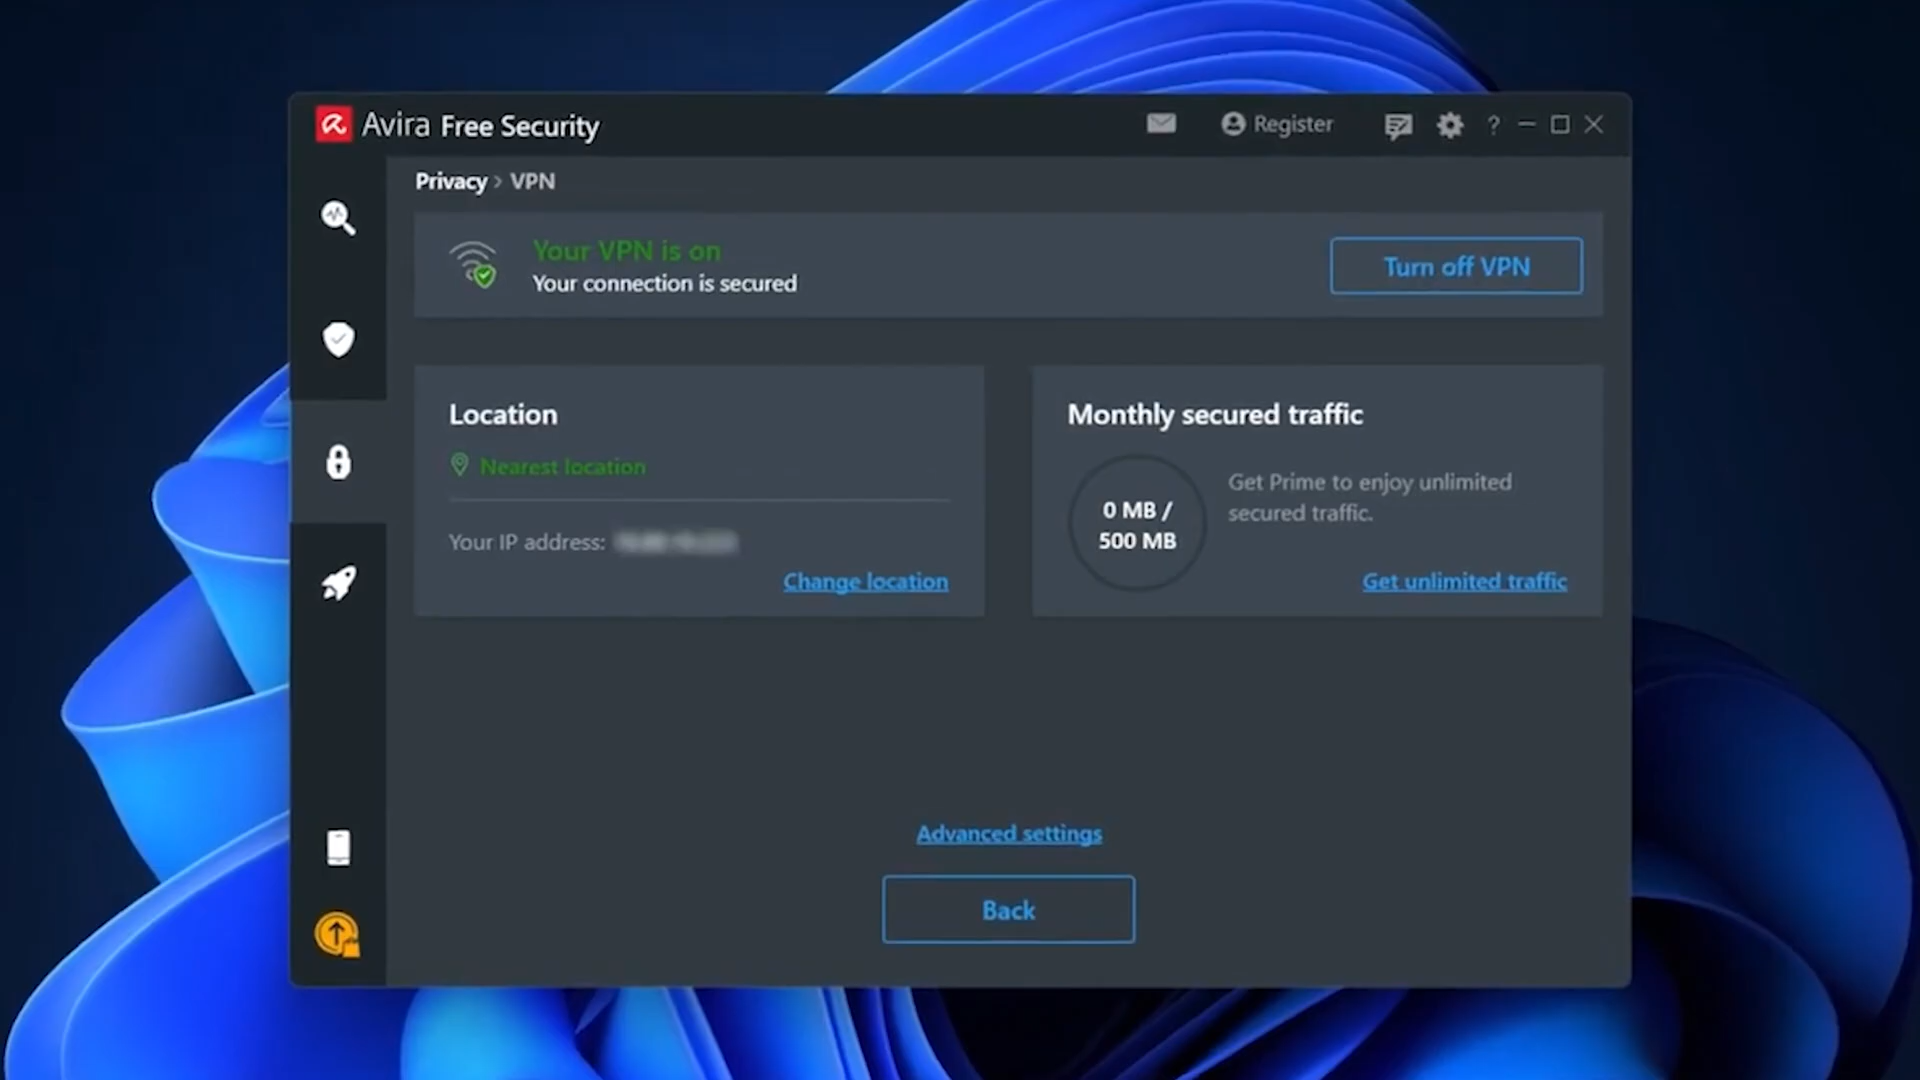 Avira Free Security
Register
?
Privacy > VPN
Your VPN is on
Your connection is secured
Turn off VPN
Location
Nearest location
Your IP address:
Change location
Monthly secured traffic
0 MB /
500 MB
Get Prime to enjoy unlimited
secured traffic.
Get unlimited traffic
Advanced settings
Back